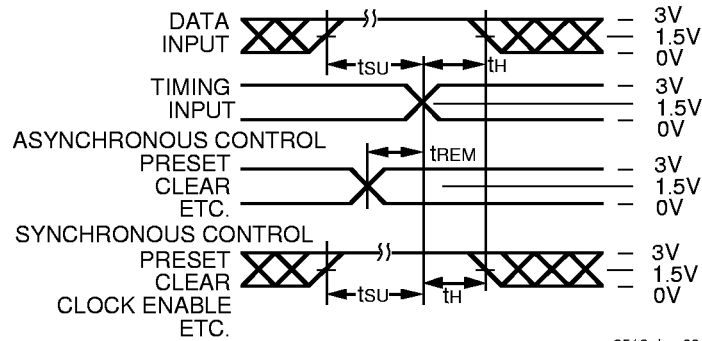 DATA INPUT
3V
1.5V
0V
tSU
tH
TIMING INPUT
3V
1.5V
0V
ASYNCHRONOUS CONTROL
PRESET
CLEAR
ETC.
tREM
3V
1.5V
0V
SYNCHRONOUS CONTROL
PRESET
CLEAR
CLOCK ENABLE
ETC.
tSU
tH
3V
1.5V
0V